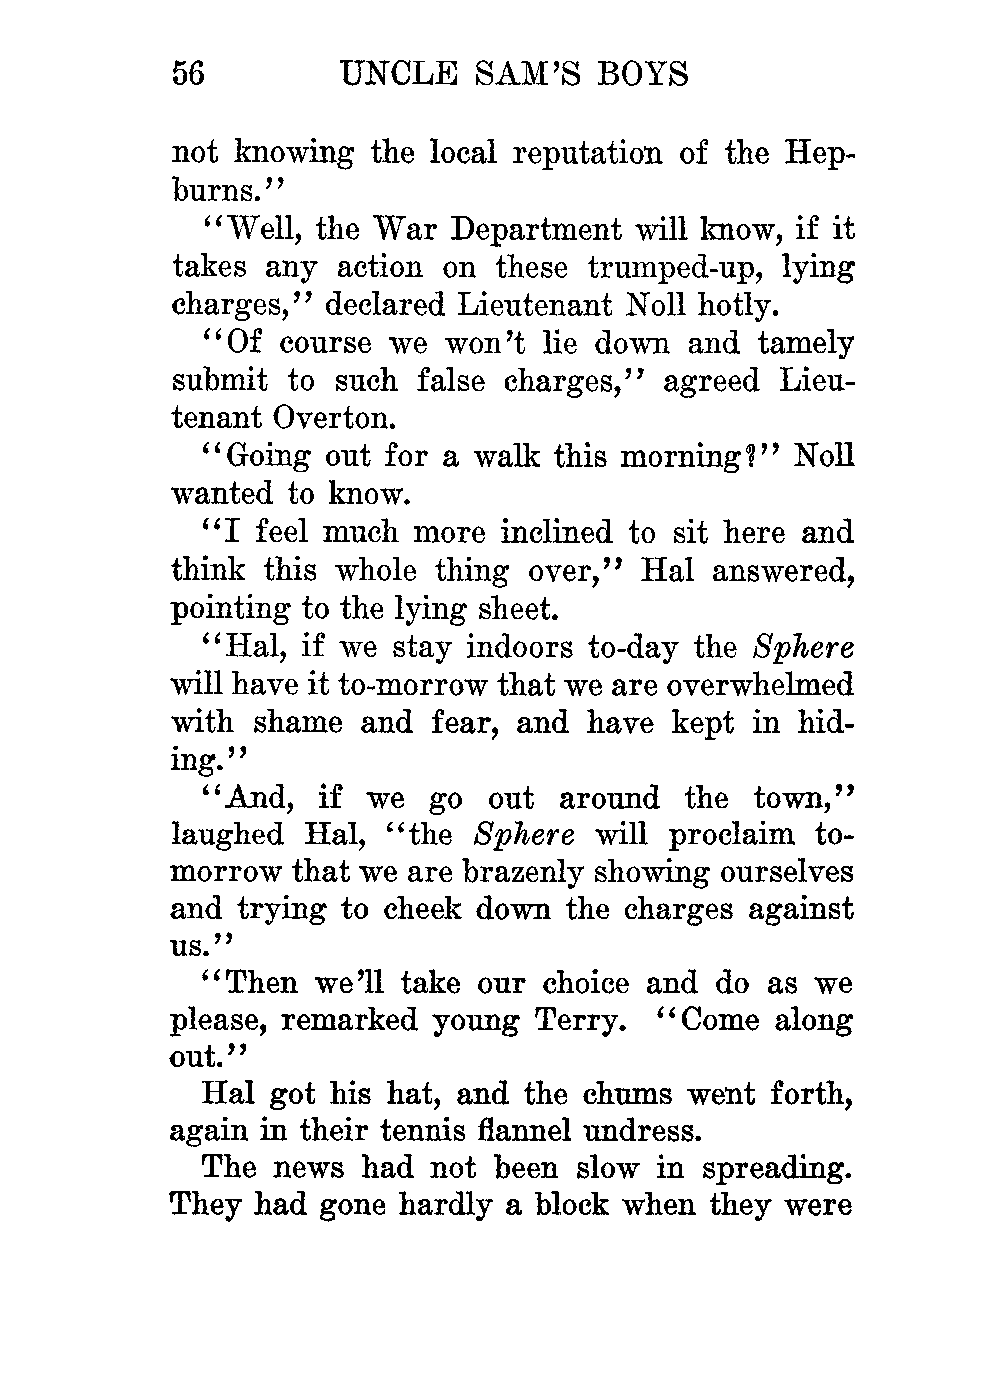 56 UNCLE SAM'S BOYS
not knowing the local reputation of the Hep-
burns."
"Well, the War Department will know, if it
takes any action on these trumped-up, lying
charges," declared Lieutenant Noll hotly.
"Of course we won't lie down and tamely
submit to such false charges," agreed Lieu-
tenant Overton.
"Going out for a walk this morning?" Noll
wanted to know.
"I feel much more inclined to sit here and
think this whole thing over," Hal answered,
pointing to the lying sheet.
"Hal, if we stay indoors to-day the Sphere
will have it to-morrow that we are overwhelmed
with shame and fear, and have kept in hid-
ing."
"And, if we go out around the town,"
laughed Hal, "the Sphere will proclaim to-
morrow that we are brazenly showing ourselves
and trying to cheek down the charges against
us."
"Then we'll take our choice and do as we
please, remarked young Terry. "Come along
out."
Hal got his hat, and the chums went forth,
again in their tennis flannel undress.
The news had not been slow in spreading.
They had gone hardly a block when they were